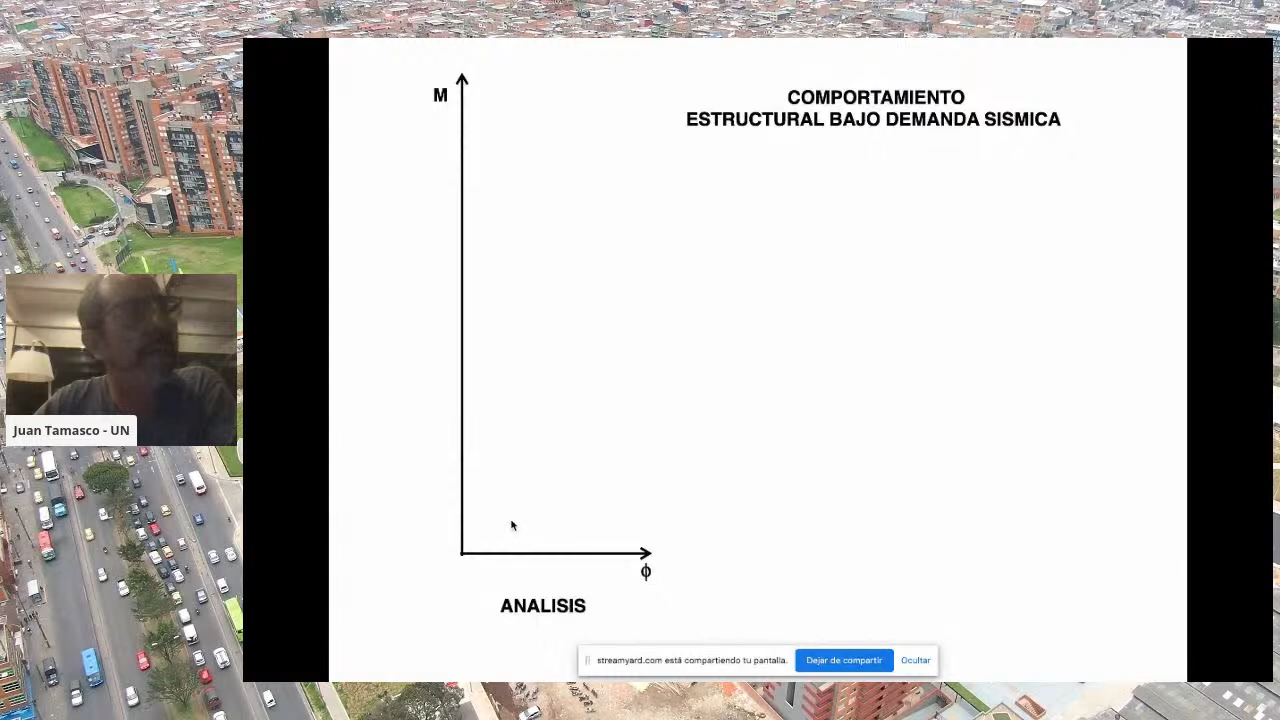 M
COMPORTAMIENTO
ESTRUCTURAL BAJO DEMANDA SISMICA
Juan Tamasco - UN
ϕ
ANALISIS
streamyard.com está compartiendo tu pantalla.
Dejar de compartir
Ocultar